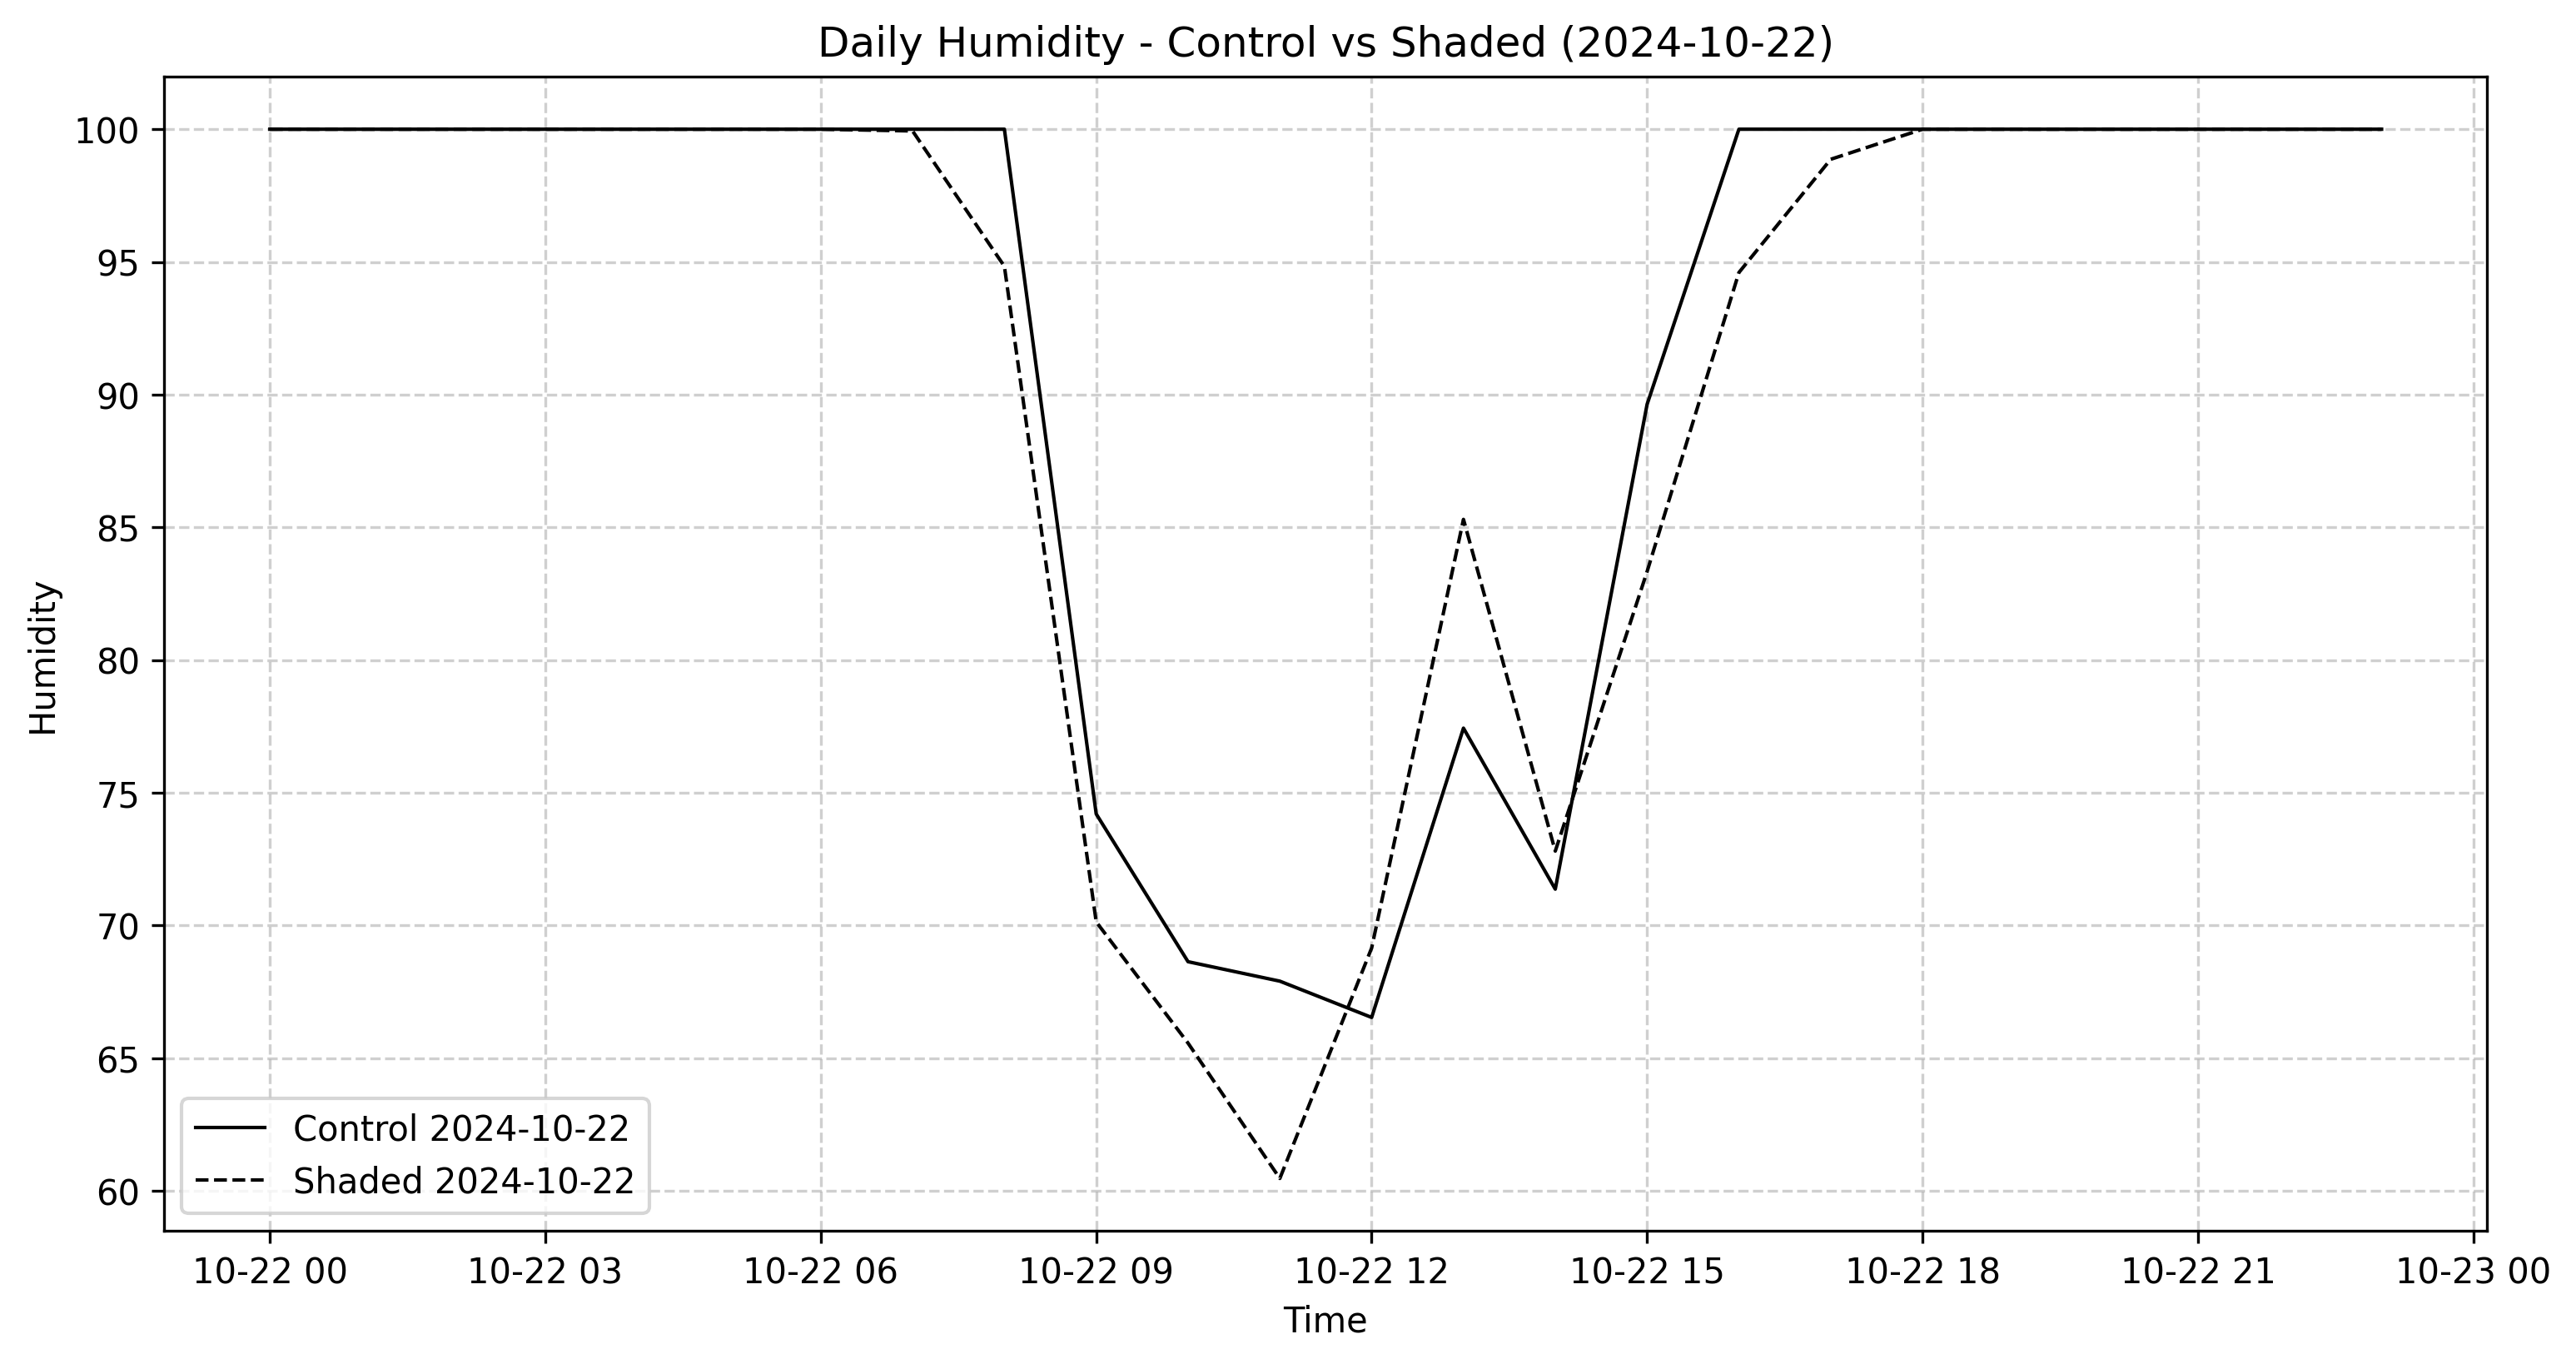 Daily Humidity - Control vs Shaded (2024-10-22)
100
95
90
85
80
75
70
65
60
Humidity
Control 2024-10-22
Shaded 2024-10-22
10-22 00 10-22 03 10-22 06 10-22 09 10-22 12 10-22 15 10-22 18 10-22 21 10-23 00
Time